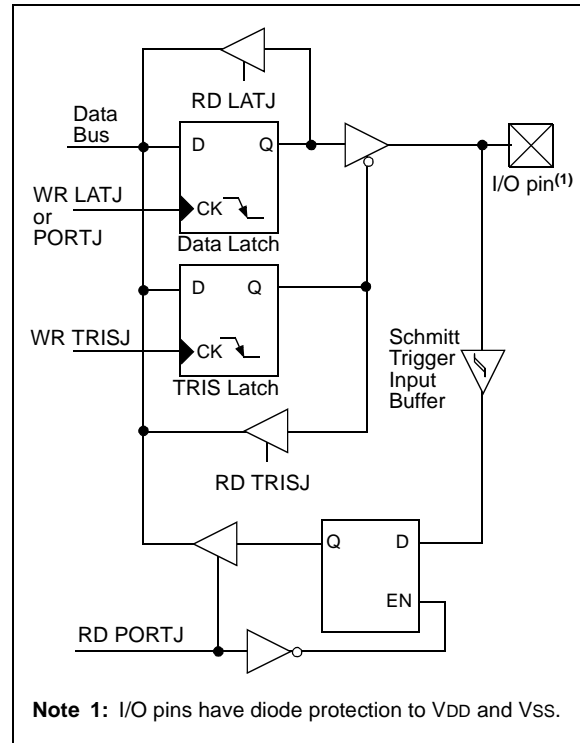 RD LATJ
Data
Bus
D Q
I/O pin(1)
WR LATJ
or
PORTJ
CK
Data Latch
D Q
WR TRISJ
CK
TRIS Latch
Schmitt
Trigger
Input
Buffer
RD TRISJ
Q D
EN
RD PORTJ
Note 1: I/O pins have diode protection to VDD and VSS.